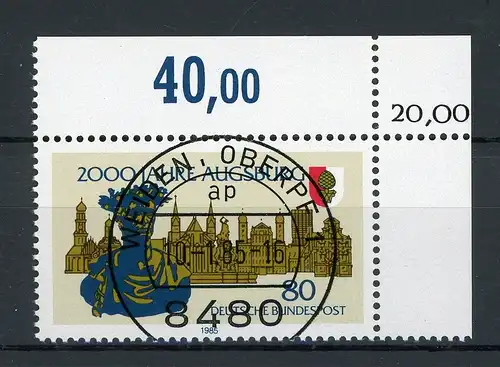 40,00
20,00
2000 JAHRE AUGSBURG
WEIDEN, OBERPF 1
ap
10.-1.85-16
80
DEUTSCHE BUNDESPOST
8480
1985